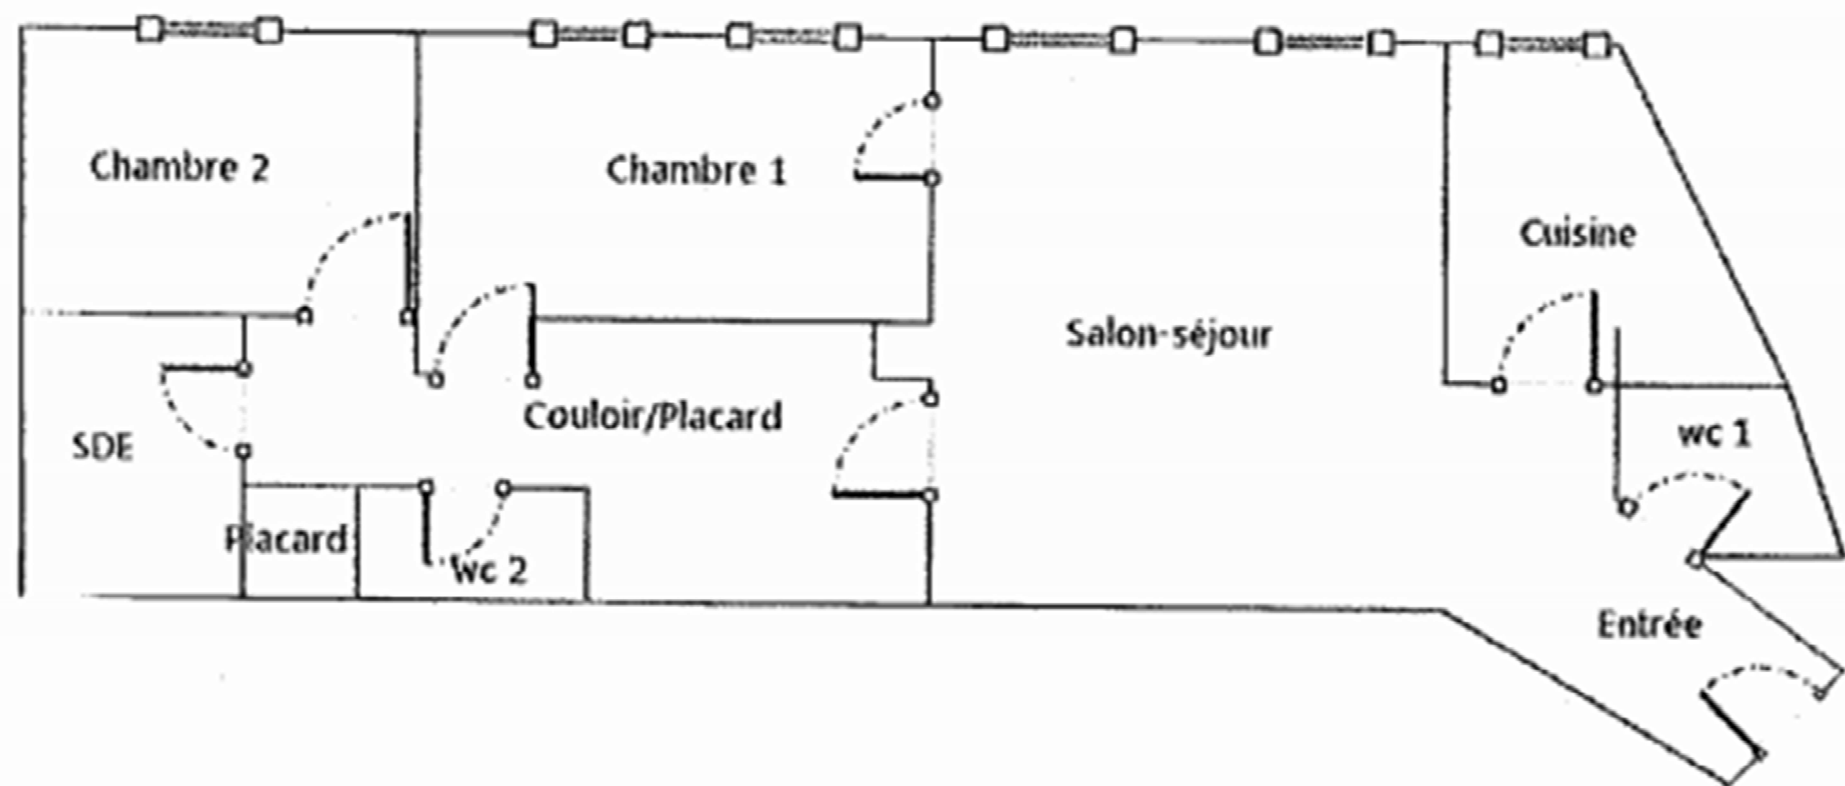 Chambre 2
Chambre 1
Cuisine
Salon-séjour
Couloir/Placard
SDE
wc 1
Placard
wc 2
Entrée